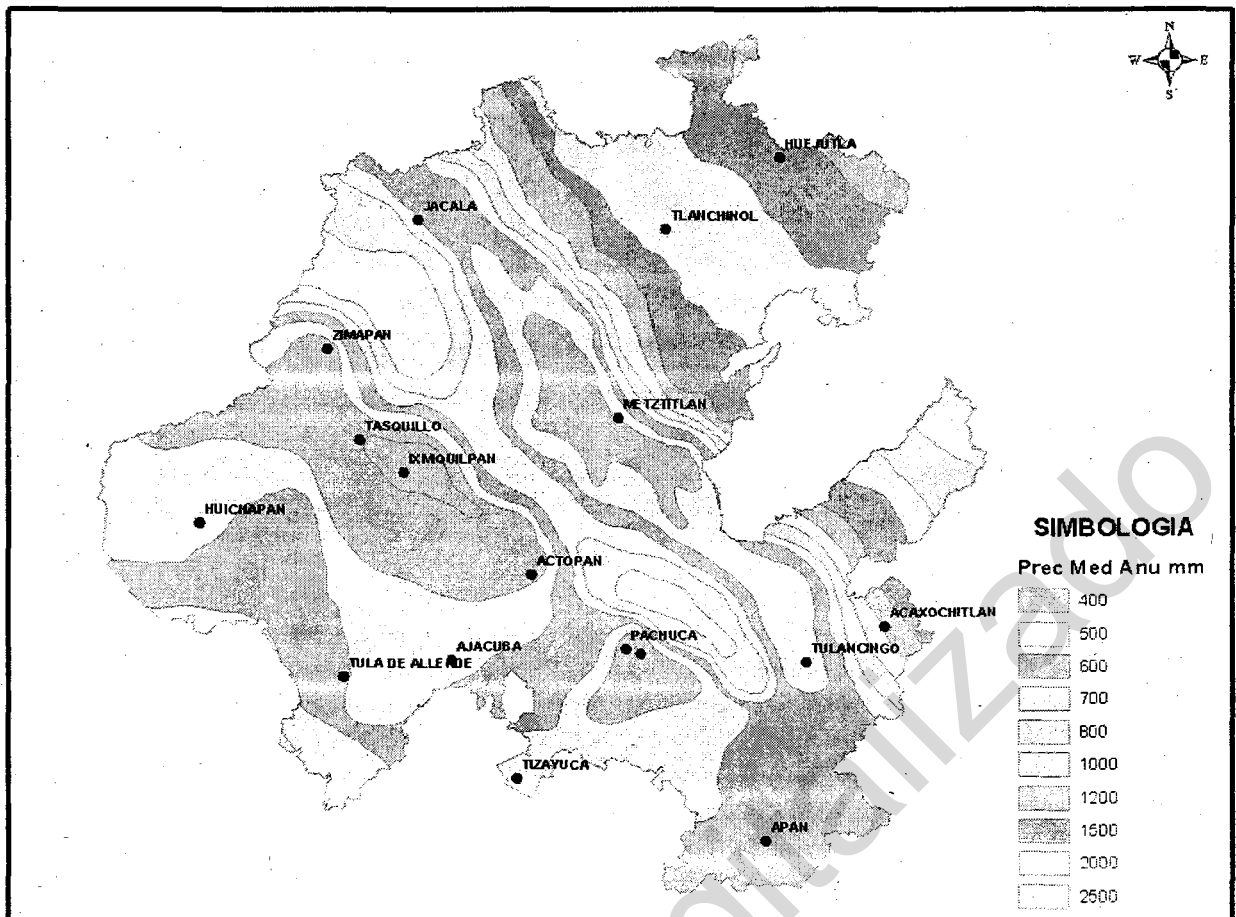 N
W E
S
HUEJUTLA
JACALA
TLANCHINOL
ZIMAPAN
METZTITLAN
TASQUILLO
IXMIQUILPAN
HUICHAPAN
ACTOPAN
ACAXOCHITLAN
PACHUCA
AJACUBA
TULANCINGO
TULA DE ALLENDE
TIZAYUCA
APAN
SIMBOLOGIA
Prec Med Anu mm
400
500
600
700
800
1000
1200
1500
2000
2500
digitalizado